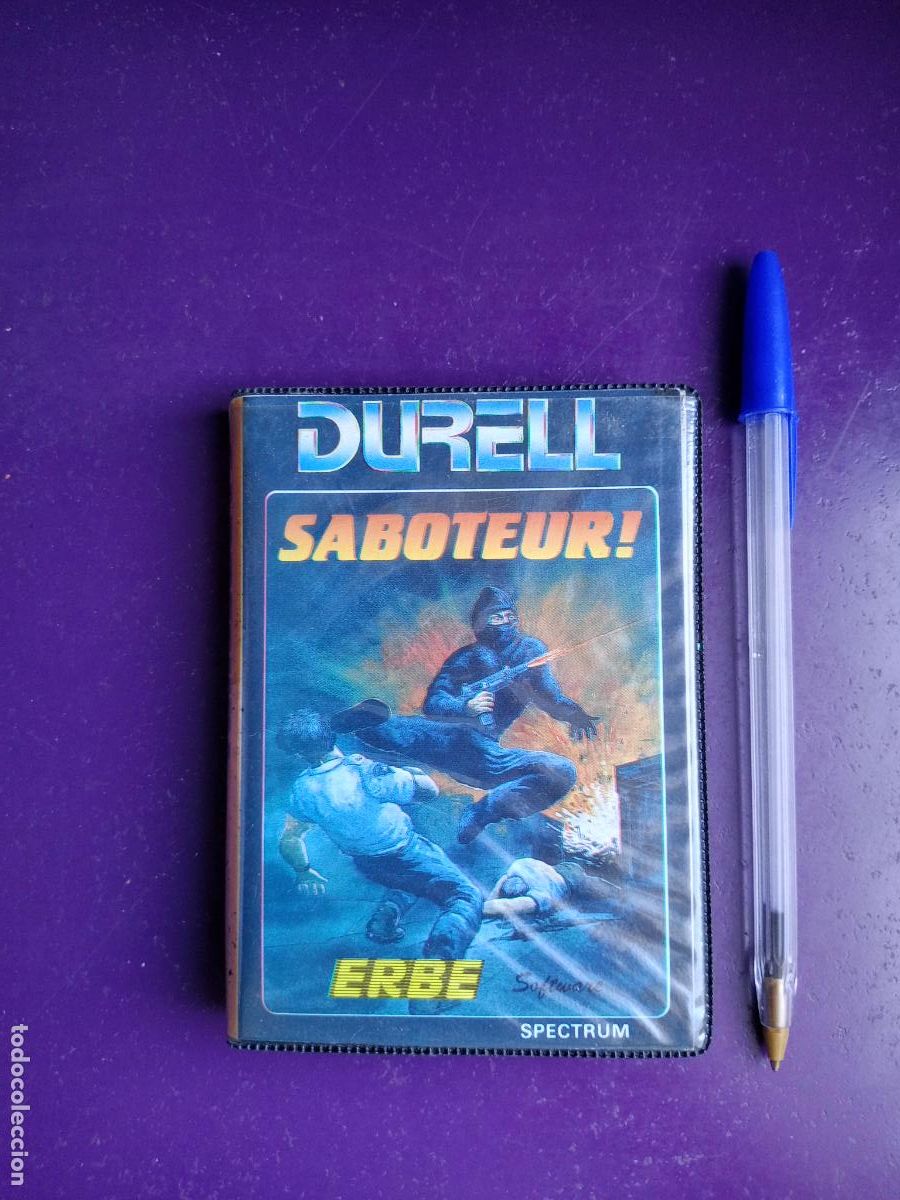 DURELL
SABOTEUR!
ERBE Software
SPECTRUM
todocoleccion